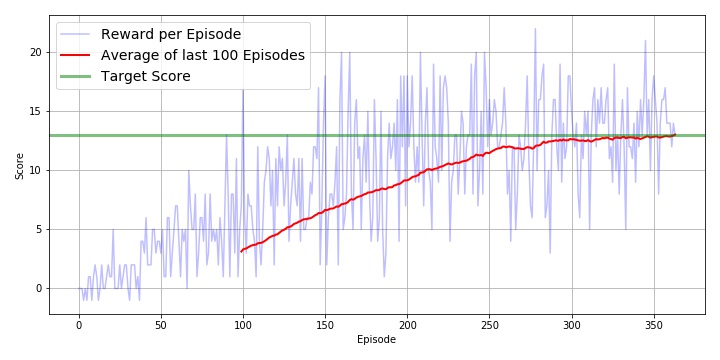 Reward per Episode
Average of last 100 Episodes
Target Score
Score
20
15
10
5
0
0 50 100 150 200 250 300 350
Episode